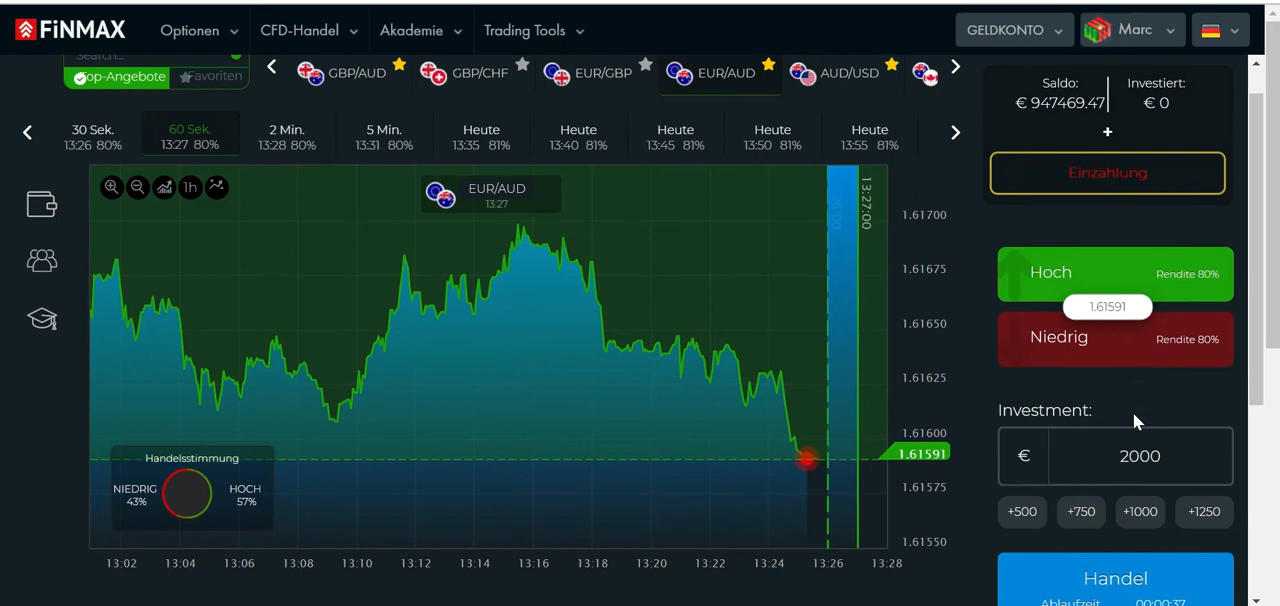 FiNMAX
Optionen
CFD-Handel
Akademie
Trading Tools
GELDKONTO
Marc
Search...
Top-Angebote
Favoriten
GBP/AUD
GBP/CHF
EUR/GBP
EUR/AUD
AUD/USD
30 Sek.
13:26 80%
60 Sek.
13:27 80%
2 Min.
13:28 80%
5 Min.
13:31 80%
Heute
13:35 81%
Heute
13:40 81%
Heute
13:45 81%
Heute
13:50 81%
Heute
13:55 81%
Saldo:
€ 947469.47
Investiert:
€ 0
+
Einzahlung
1h
EUR/AUD
13:27
13:27:00
1.61700
1.61675
1.61650
1.61625
1.61600
1.61591
1.61575
1.61550
Handelsstimmung
NIEDRIG
43%
HOCH
57%
13:02
13:04
13:06
13:08
13:10
13:12
13:14
13:16
13:18
13:20
13:22
13:24
13:26
13:28
Hoch
Rendite 80%
1.61591
Niedrig
Rendite 80%
Investment:
€
2000
+500
+750
+1000
+1250
Handel
Ablaufzeit 00:00:37